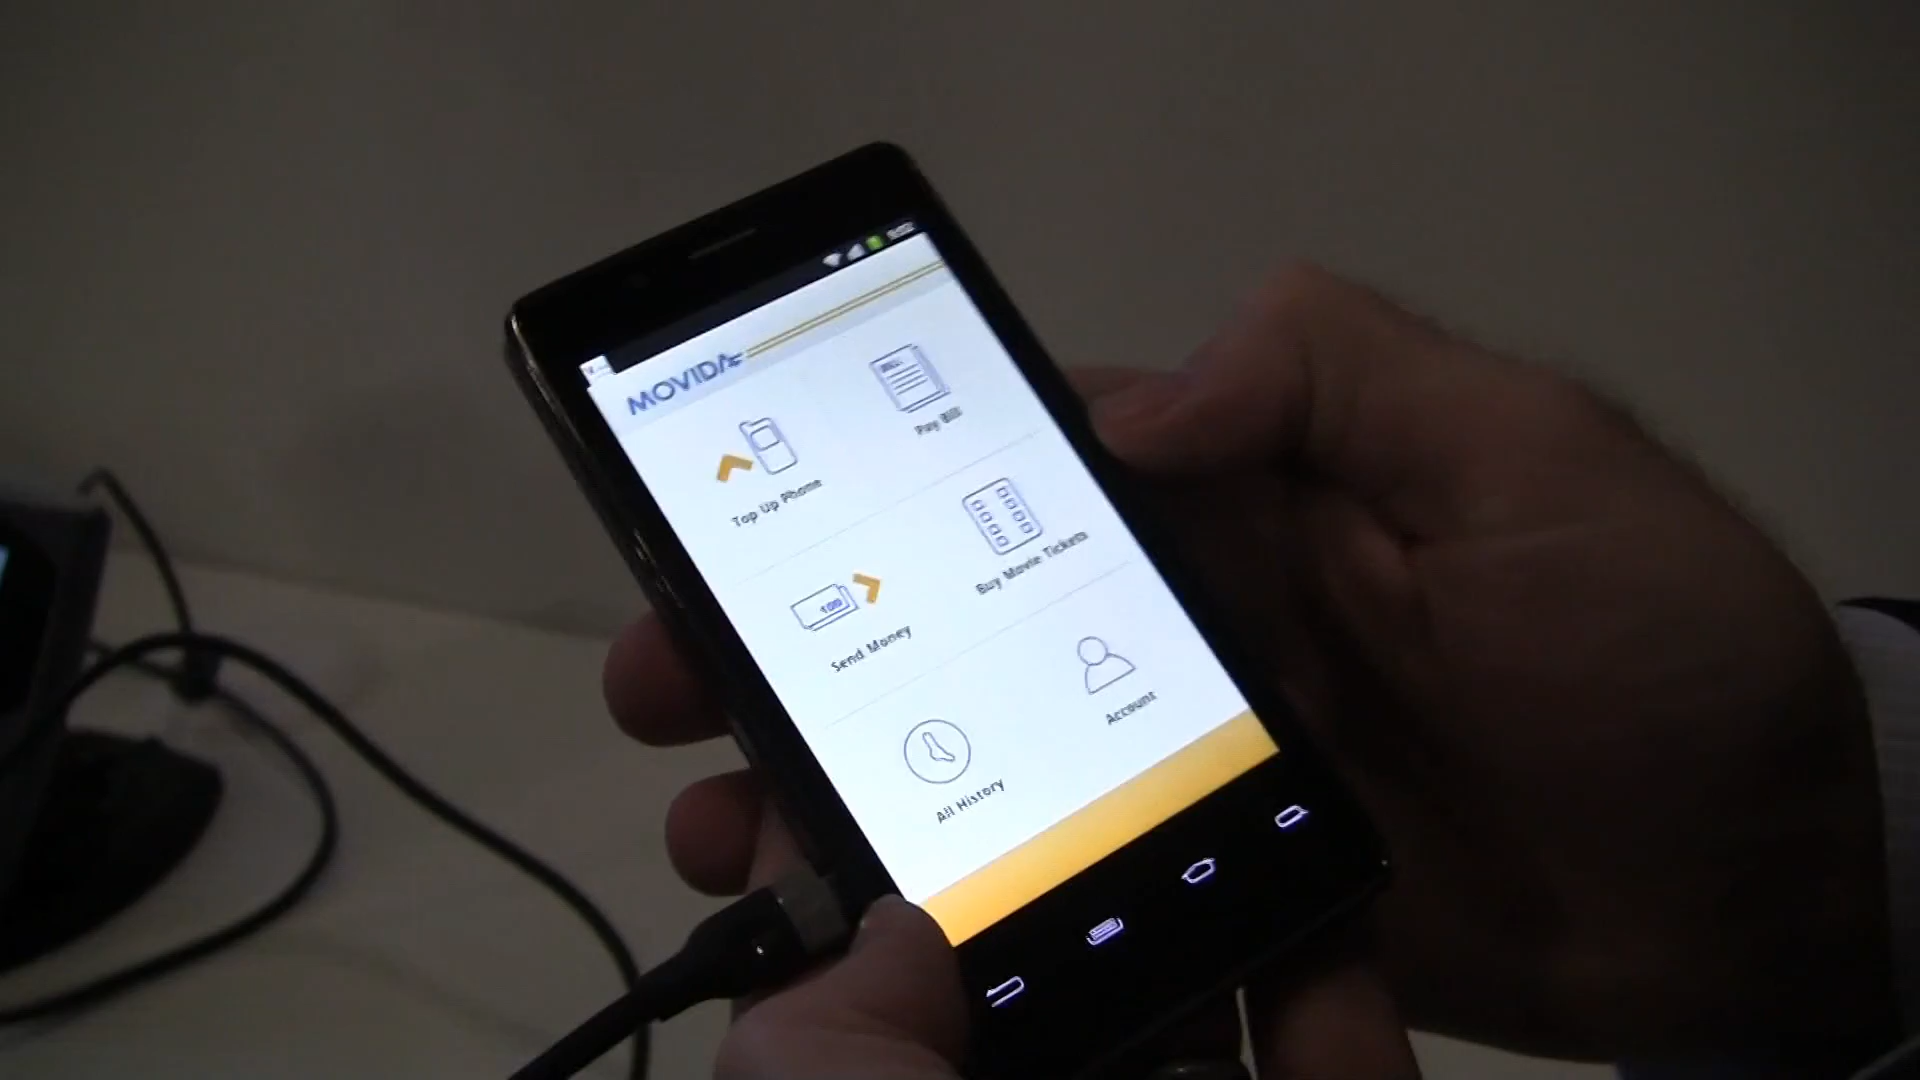 MOVIDA
Top Up Phone
Pay Bill
Send Money
100
Buy Movie Tickets
All History
Account